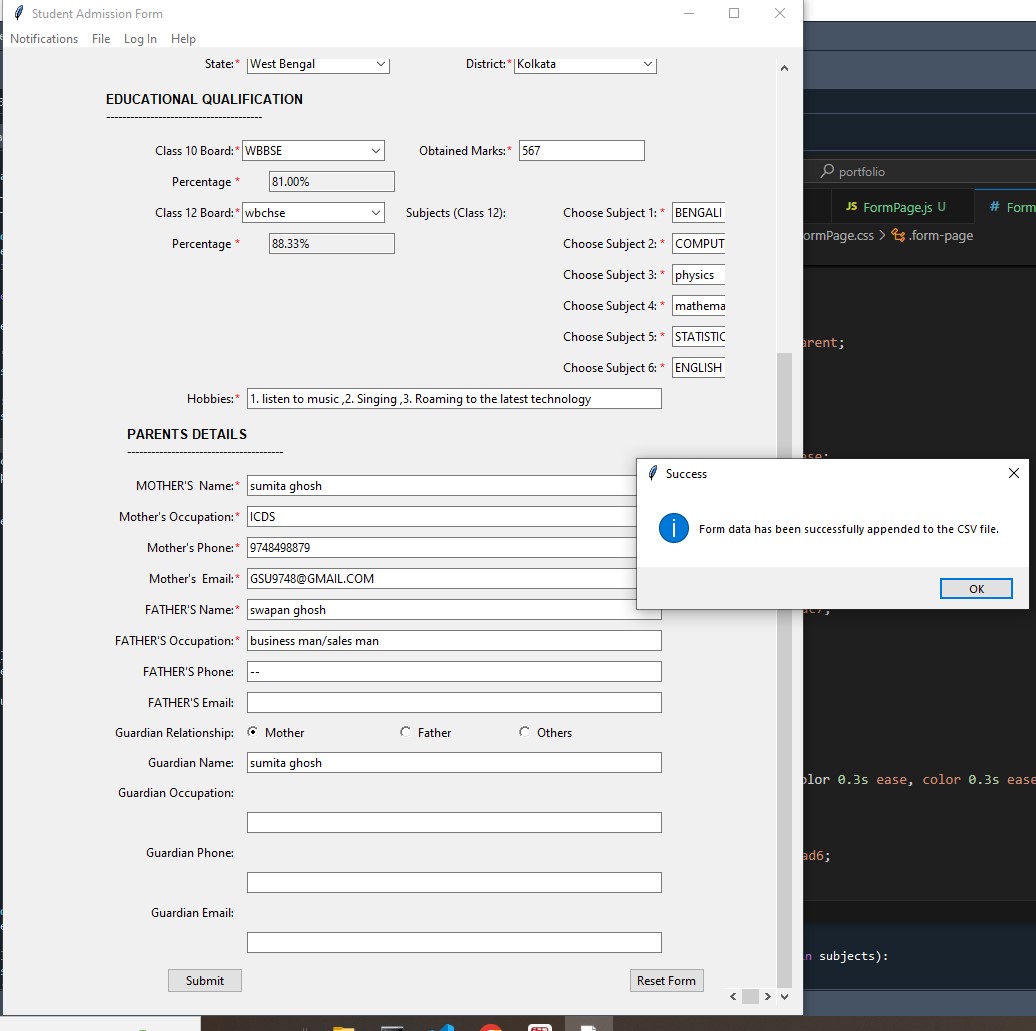 Student Admission Form
Notifications File Log In Help
State:* West Bengal District:* Kolkata
EDUCATIONAL QUALIFICATION
---------------------------------------
Class 10 Board:* WBBSE Obtained Marks:* 567
Percentage * 81.00%
Class 12 Board:* wbchse Subjects (Class 12): Choose Subject 1: * BENGALI
Percentage * 88.33% Choose Subject 2: * COMPUT
Choose Subject 3: * physics
Choose Subject 4: * mathema
Choose Subject 5: * STATISTIC
Choose Subject 6: * ENGLISH
Hobbies:* 1. listen to music ,2. Singing ,3. Roaming to the latest technology
PARENTS DETAILS
---------------------------------------
MOTHER'S Name:* sumita ghosh
Mother's Occupation:* ICDS
Mother's Phone:* 9748498879
Mother's Email:* GSU9748@GMAIL.COM
FATHER'S Name:* swapan ghosh
FATHER'S Occupation:* business man/sales man
FATHER'S Phone: --
FATHER'S Email:
Guardian Relationship: Mother Father Others
Guardian Name: sumita ghosh
Guardian Occupation:
Guardian Phone:
Guardian Email:
Submit Reset Form
Success
Form data has been successfully appended to the CSV file.
OK
portfolio
JS FormPage.js U # Form
ormPage.css > .form-page
arent;
olor 0.3s ease, color 0.3s ease
ad6;
n subjects):